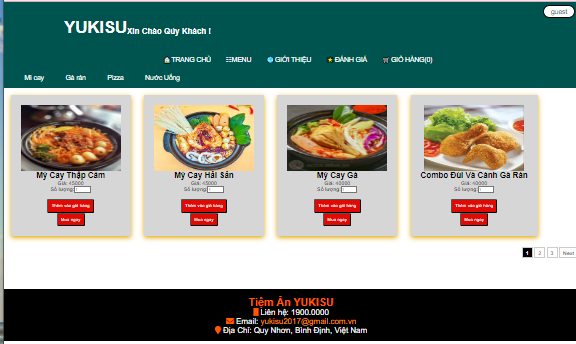 guest
YUKISU Xin Chào Qúy Khách !
TRANG CHỦ MENU GIỚI THIỆU ĐÁNH GIÁ GIỎ HÀNG(0)
Mì cay Gà rán Pizza Nước Uống
Mỳ Cay Thập Cẩm
Giá: 45000
Số lượng: 1
Thêm vào giỏ hàng
Mua ngay
Mỳ Cay Hải Sản
Giá: 45000
Số lượng: 1
Thêm vào giỏ hàng
Mua ngay
Mỳ Cay Gà
Giá: 40000
Số lượng: 1
Thêm vào giỏ hàng
Mua ngay
Combo Đùi Và Cánh Gà Rán
Giá: 40000
Số lượng: 1
Thêm vào giỏ hàng
Mua ngay
1 2 3 Next
Tiệm Ăn YUKISU
Liên hệ: 1900.0000
Email: yukisu2017@gmail.com.vn
Địa Chỉ: Quy Nhơn, Bình Định, Việt Nam